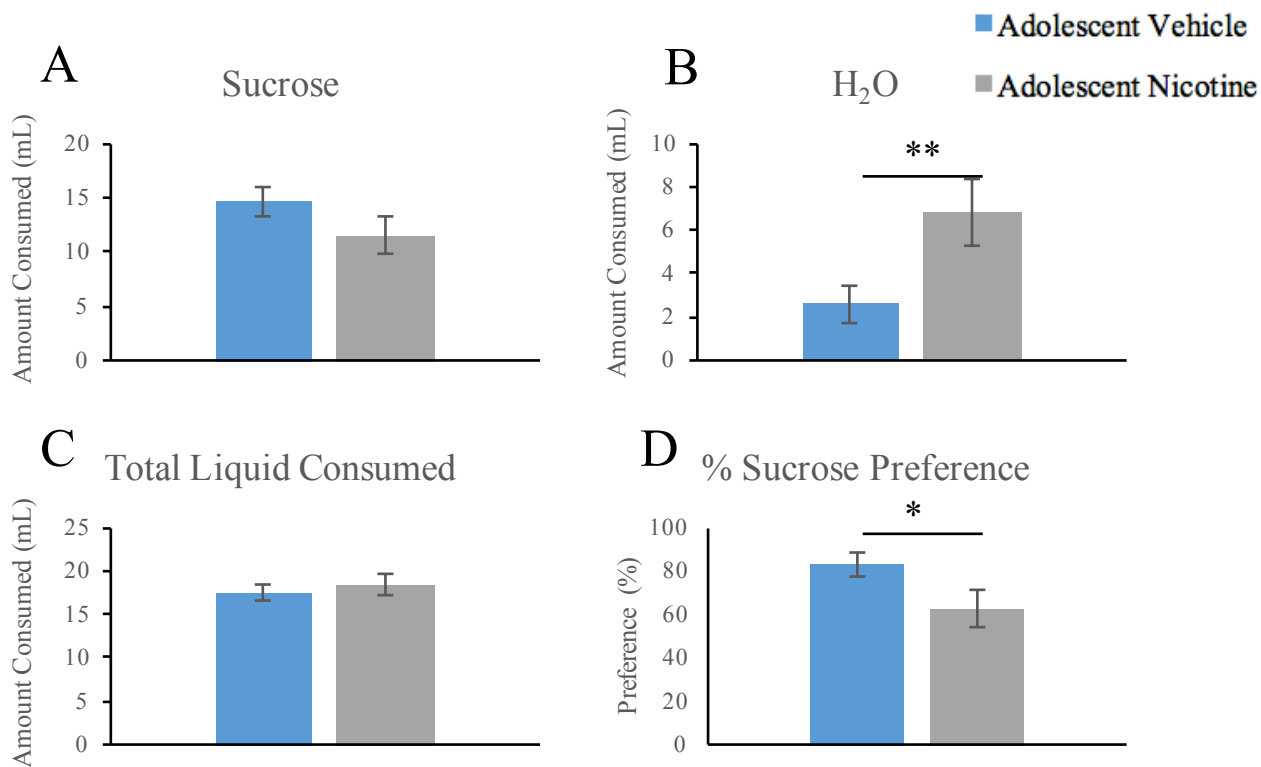 Adolescent Vehicle
Adolescent Nicotine
A
Sucrose
Amount Consumed (mL)
20
15
10
5
0
B
H₂O
Amount Consumed (mL)
10
8
6
4
2
0
**
C
Total Liquid Consumed
Amount Consumed (mL)
25
20
15
10
5
0
D
% Sucrose Preference
Preference (%)
100
80
60
40
20
0
*